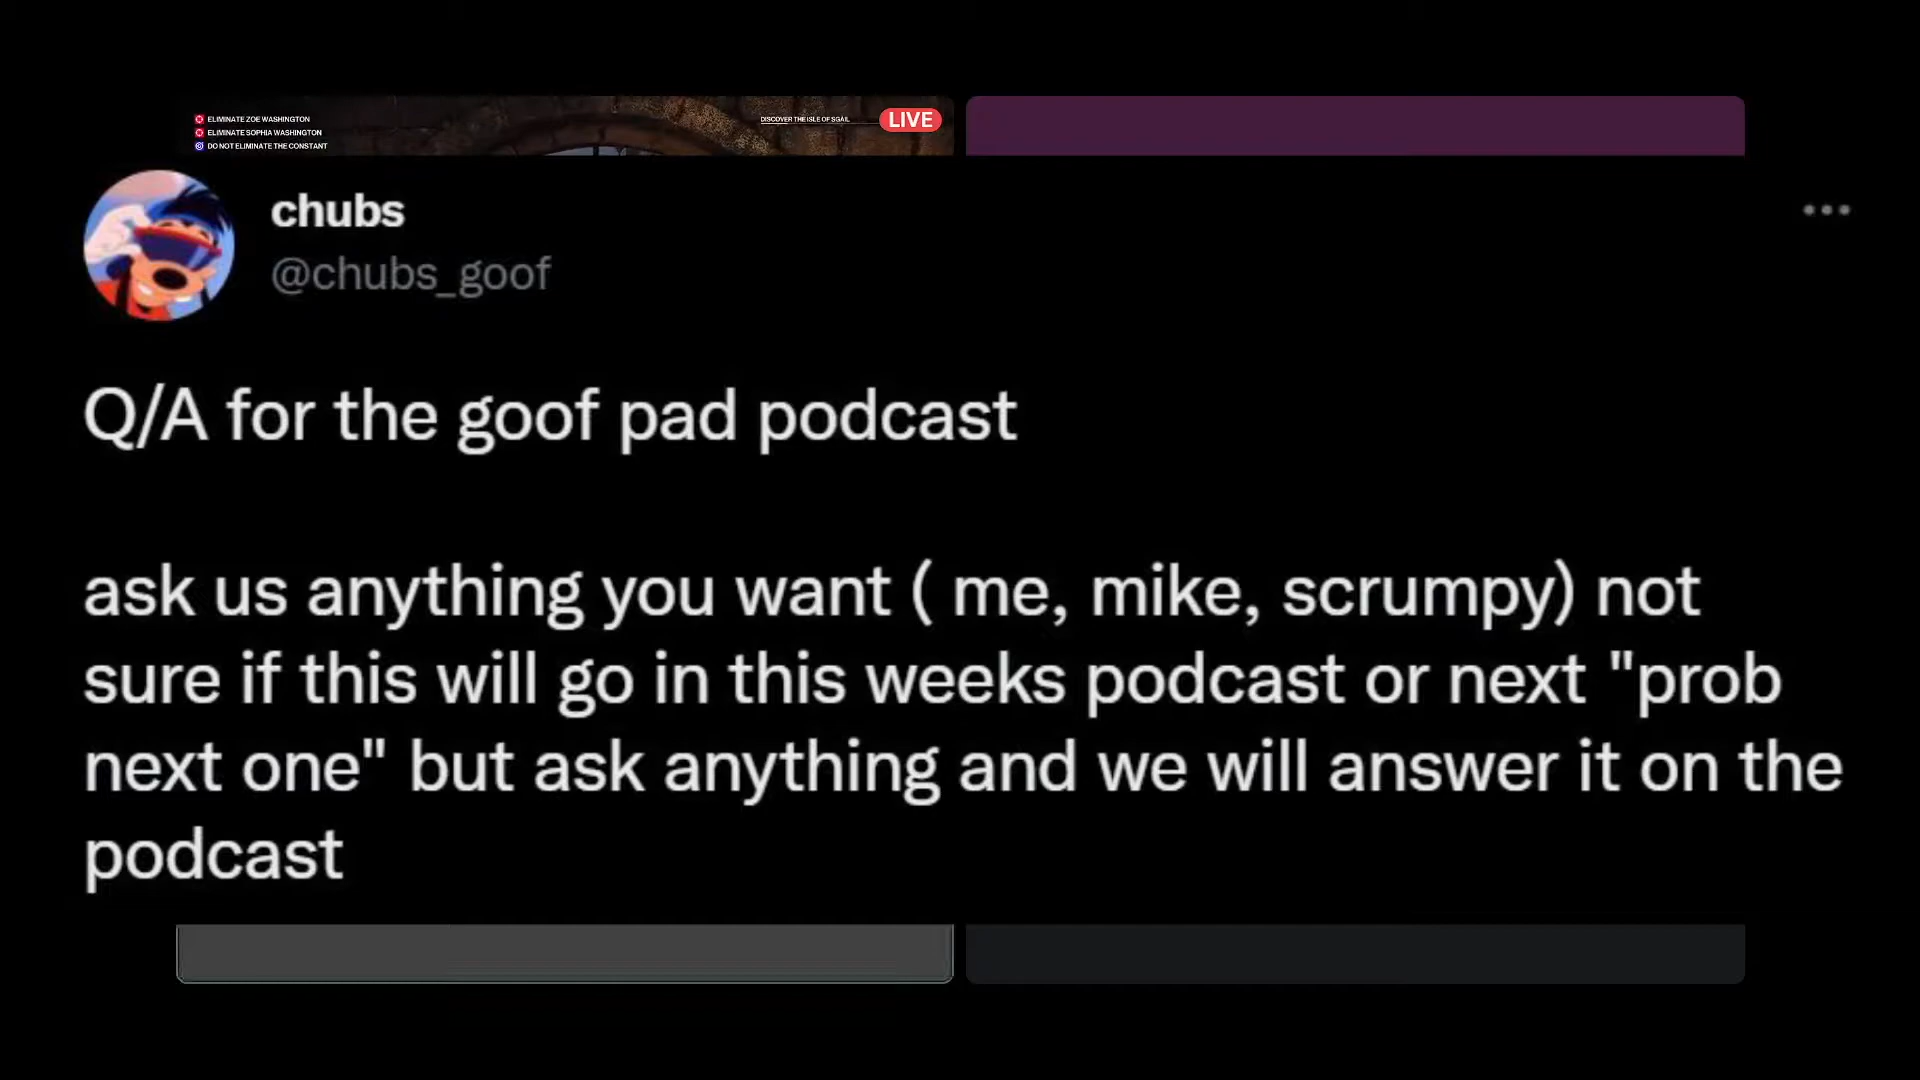 ELIMINATE ZOE WASHINGTON
ELIMINATE SOPHIA WASHINGTON
DO NOT ELIMINATE THE CONSTANT
DISCOVER THE ISLE OF SGÀIL
LIVE
chubs
@chubs_goof
Q/A for the goof pad podcast
ask us anything you want ( me, mike, scrumpy) not
sure if this will go in this weeks podcast or next "prob
next one" but ask anything and we will answer it on the
podcast